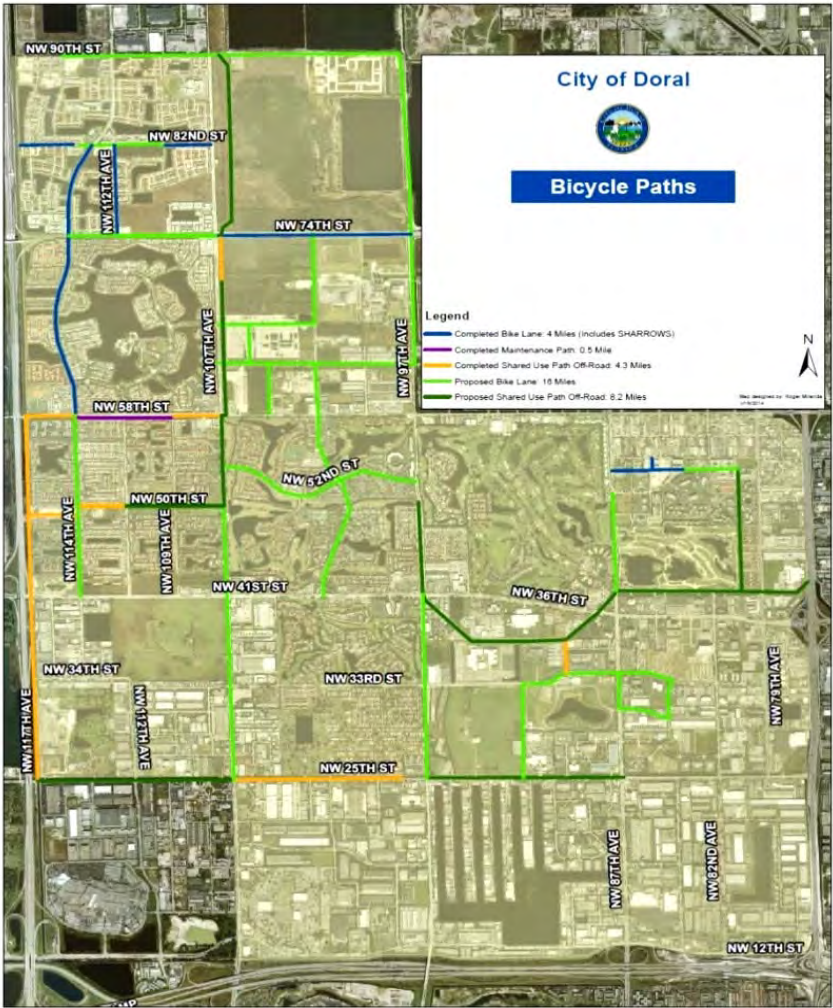 NW 90TH ST
City of Doral
Bicycle Paths
NW 82ND ST
NW 112TH AVE
NW 74TH ST
NW 107TH AVE
NW 97TH AVE
Legend
Completed Bike Lane: 4 Miles (Includes SHARROWS)
Completed Maintenance Path: 0.5 Mile
Completed Shared Use Path Off-Road: 4.3 Miles
Proposed Bike Lane: 16 Miles
Proposed Shared Use Path Off-Road: 8.2 Miles
N
Map designed by: Roger Miranda
NW 58TH ST
NW 52ND ST
NW 50TH ST
NW 114TH AVE
NW 109TH AVE
NW 41ST ST
NW 36TH ST
NW 34TH ST
NW 33RD ST
NW 79TH AVE
NW 117TH AVE
NW 112TH AVE
NW 25TH ST
NW 87TH AVE
NW 82ND AVE
NW 12TH ST